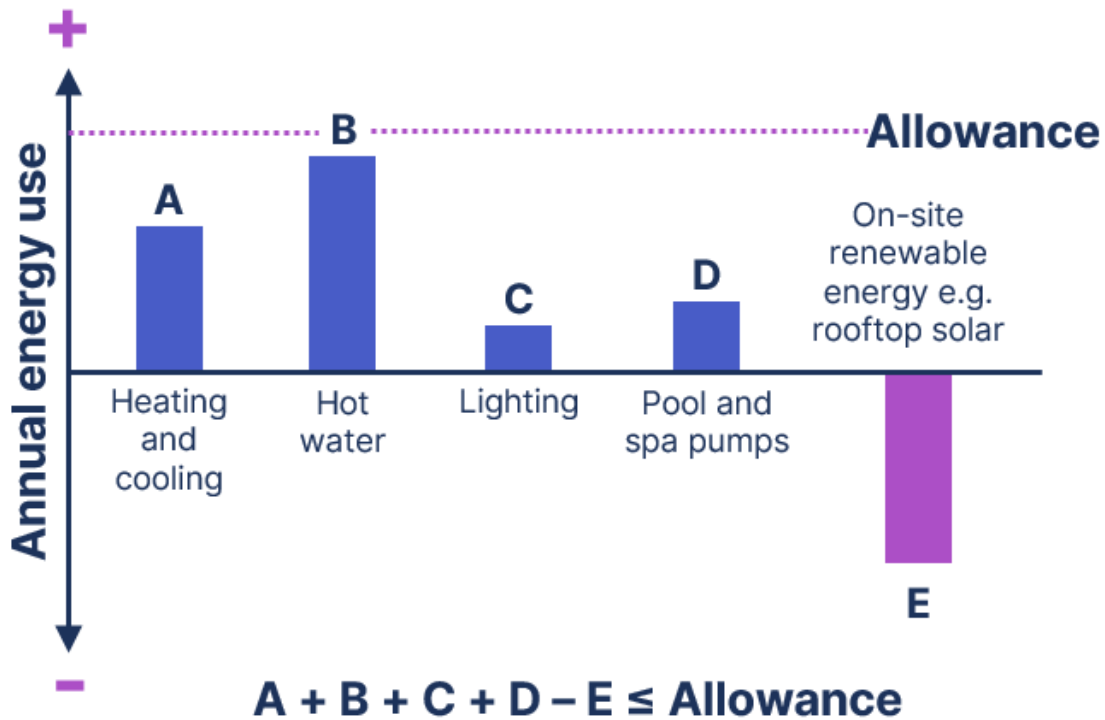 +
Annual energy use
B
Allowance
A
On-site
renewable
energy e.g.
rooftop solar
C
D
Heating
and
cooling
Hot
water
Lighting
Pool and
spa pumps
E
–
A + B + C + D – E ≤ Allowance